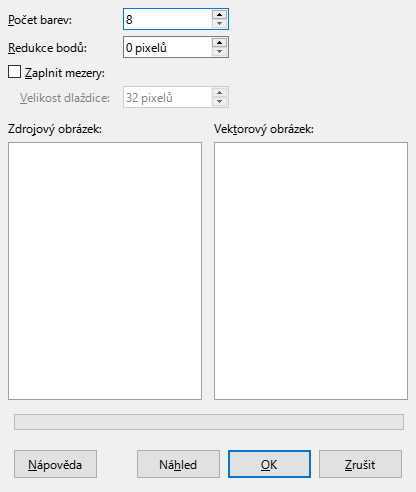 Počet barev: 8
Redukce bodů: 0 pixelů
Zaplnit mezery:
Velikost dlaždice: 32 pixelů
Zdrojový obrázek: Vektorový obrázek:
Nápověda Náhled OK Zrušit